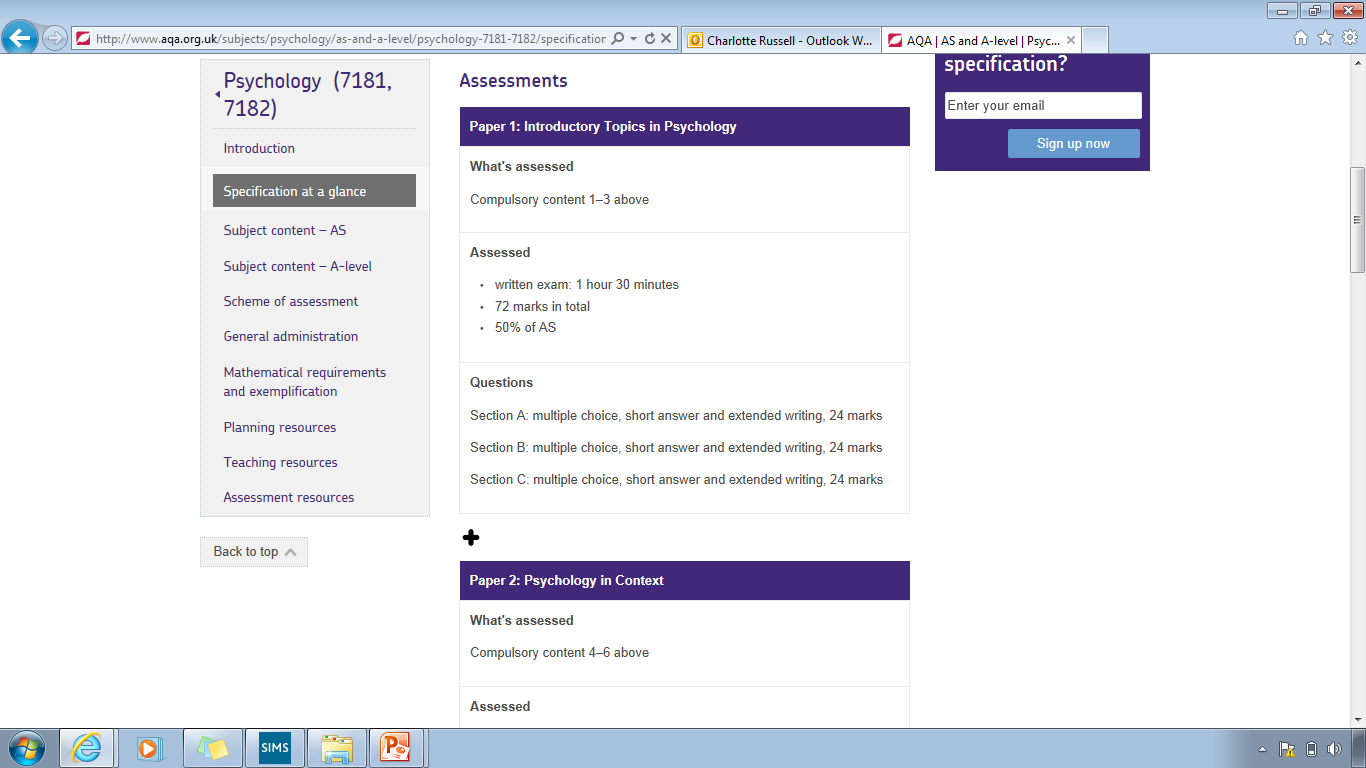 http://www.aqa.org.uk/subjects/psychology/as-and-a-level/psychology-7181-7182/specification
Charlotte Russell - Outlook W...
AQA | AS and A-level | Psyc...
Psychology (7181,
7182)
Introduction
Specification at a glance
Subject content – AS
Subject content – A-level
Scheme of assessment
General administration
Mathematical requirements
and exemplification
Planning resources
Teaching resources
Assessment resources
Back to top
Assessments
Paper 1: Introductory Topics in Psychology
What's assessed
Compulsory content 1–3 above
Assessed
• written exam: 1 hour 30 minutes
• 72 marks in total
• 50% of AS
Questions
Section A: multiple choice, short answer and extended writing, 24 marks
Section B: multiple choice, short answer and extended writing, 24 marks
Section C: multiple choice, short answer and extended writing, 24 marks
Paper 2: Psychology in Context
What's assessed
Compulsory content 4–6 above
Assessed
specification?
Enter your email
Sign up now
SIMS